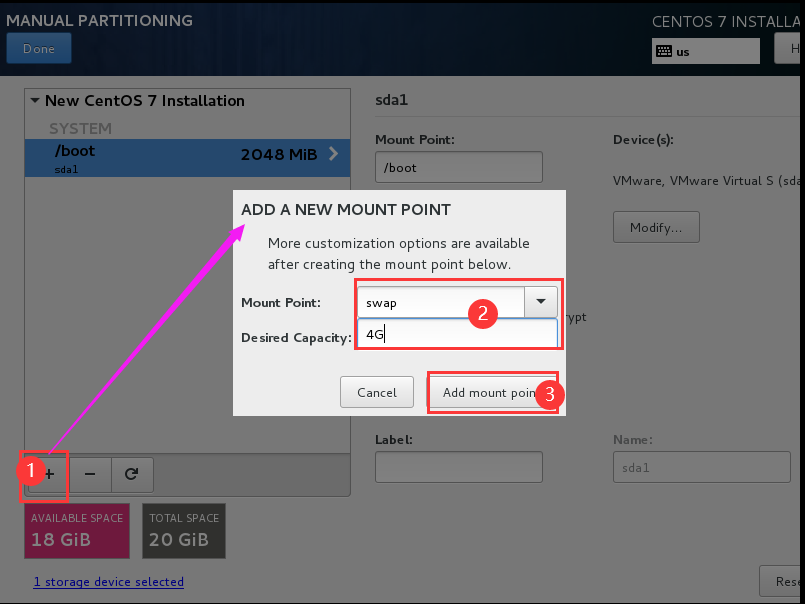 MANUAL PARTITIONING
CENTOS 7 INSTALLA
Done
us
H
New CentOS 7 Installation
SYSTEM
/boot
2048 MiB
sda1
sda1
Mount Point:
/boot
Device(s):
VMware, VMware Virtual S (sda
Modify...
ADD A NEW MOUNT POINT
More customization options are available
after creating the mount point below.
Mount Point:
swap
2
Desired Capacity:
4G
rypt
Cancel
Add mount poin
3
Label:
Name:
sda1
1
+
−
AVAILABLE SPACE
18 GiB
TOTAL SPACE
20 GiB
1 storage device selected
Rese